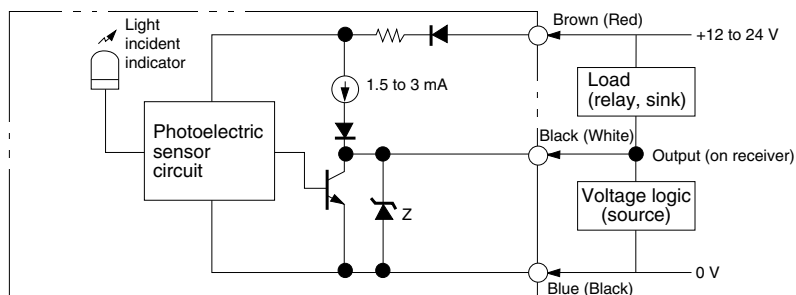 Light
incident
indicator
Brown (Red)
+12 to 24 V
1.5 to 3 mA
Load
(relay, sink)
Photoelectric
sensor
circuit
Black (White)
Output (on receiver)
Z
Voltage logic
(source)
0 V
Blue (Black)